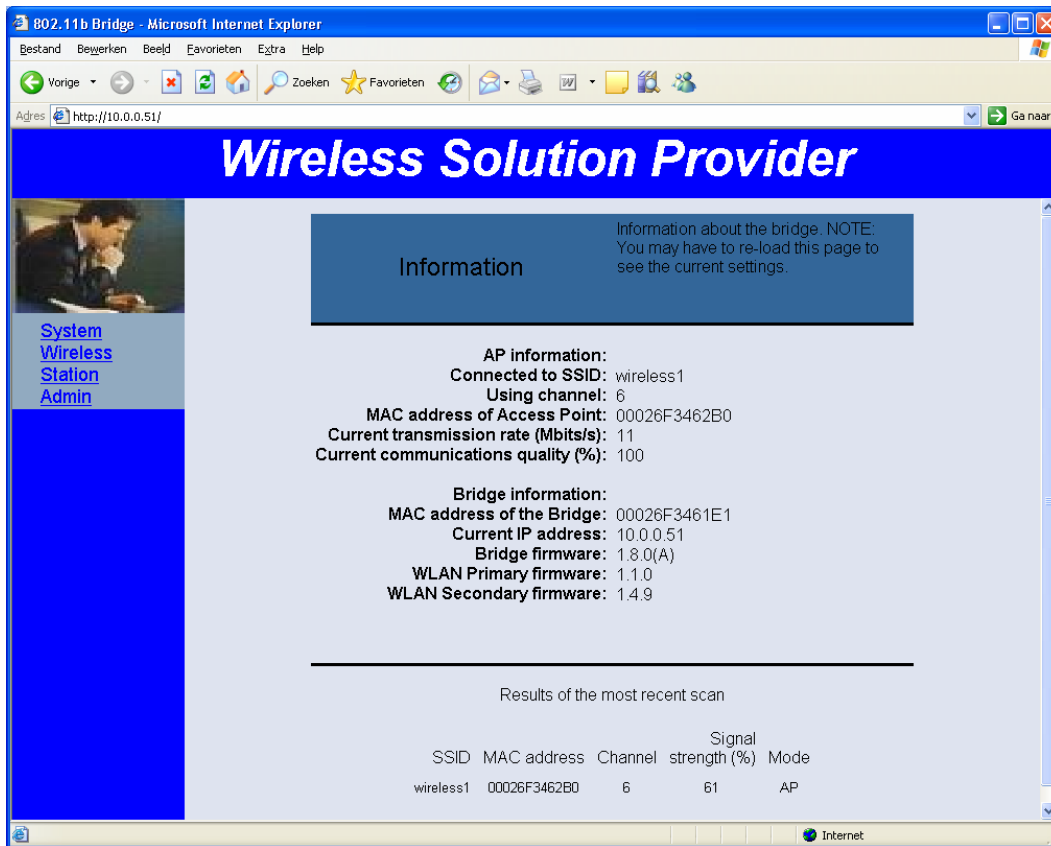 802.11b Bridge - Microsoft Internet Explorer
Bestand Bewerken Beeld Favorieten Extra Help
Vorige Zoeken Favorieten
Adres http://10.0.0.51/ Ga naar
Wireless Solution Provider
System
Wireless
Station
Admin
Information
Information about the bridge. NOTE:
You may have to re-load this page to
see the current settings.
AP information:
Connected to SSID: wireless1
Using channel: 6
MAC address of Access Point: 00026F3462B0
Current transmission rate (Mbits/s): 11
Current communications quality (%): 100
Bridge information:
MAC address of the Bridge: 00026F3461E1
Current IP address: 10.0.0.51
Bridge firmware: 1.8.0(A)
WLAN Primary firmware: 1.1.0
WLAN Secondary firmware: 1.4.9
Results of the most recent scan
Signal
SSID MAC address Channel strength (%) Mode
wireless1 00026F3462B0 6 61 AP
Internet